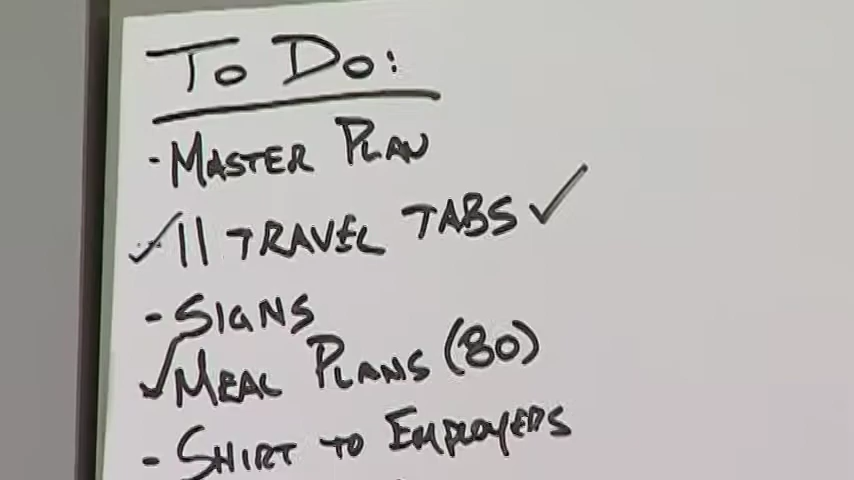 To Do:
- Master Plan
✓ 11 Travel Tabs ✓
- Signs
✓ Meal Plans (80)
- Shirt to Employers